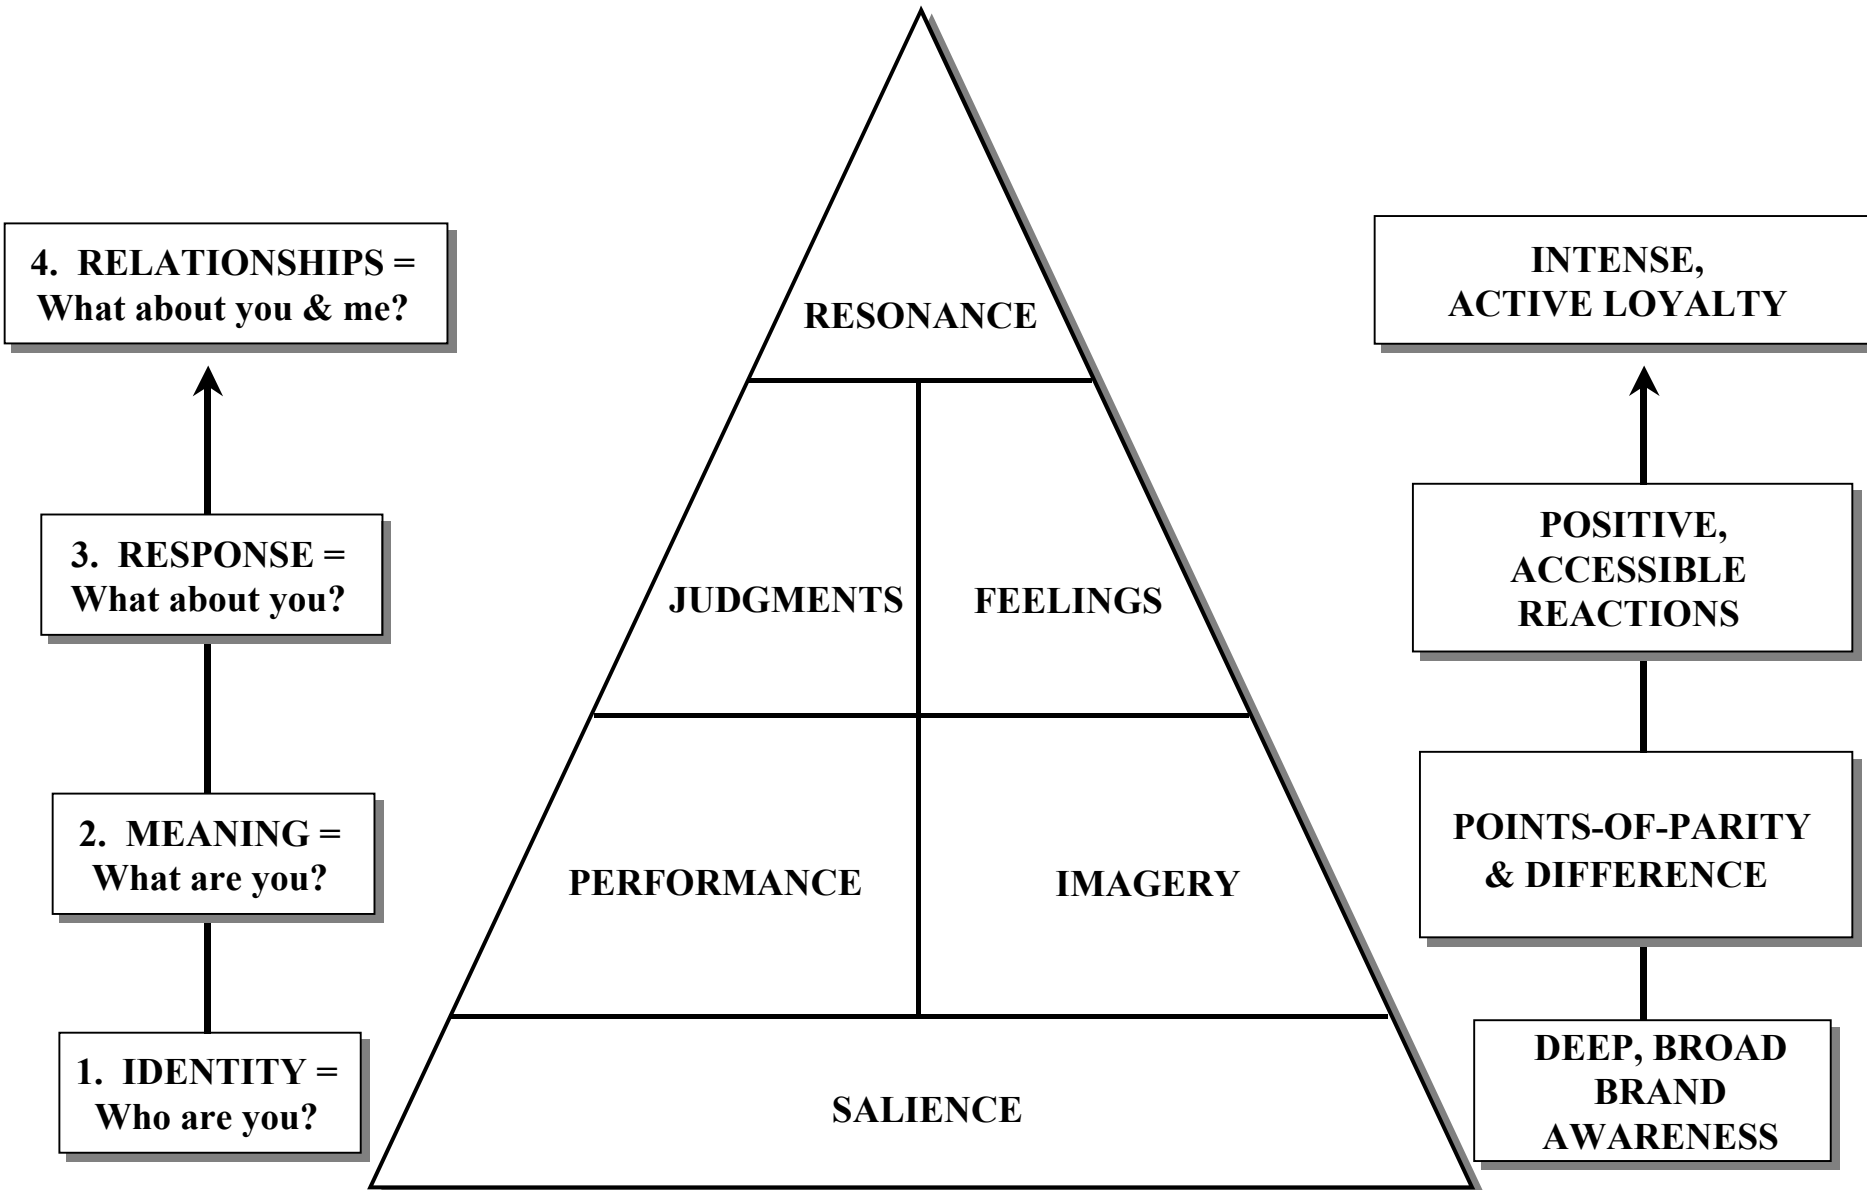 4. RELATIONSHIPS =
What about you & me?
INTENSE,
ACTIVE LOYALTY
RESONANCE
3. RESPONSE =
What about you?
JUDGMENTS
FEELINGS
POSITIVE,
ACCESSIBLE
REACTIONS
2. MEANING =
What are you?
PERFORMANCE
IMAGERY
POINTS-OF-PARITY
& DIFFERENCE
1. IDENTITY =
Who are you?
SALIENCE
DEEP, BROAD
BRAND
AWARENESS